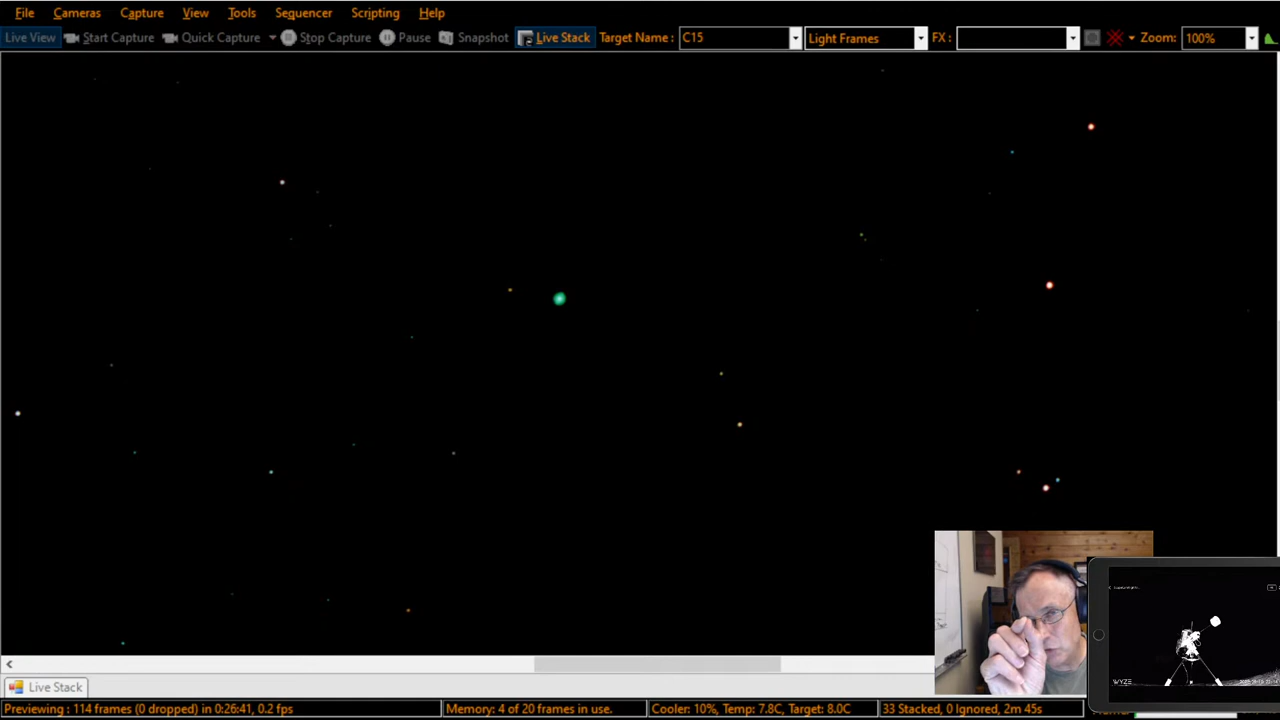 File Cameras Capture View Tools Sequencer Scripting Help
Live View Start Capture Quick Capture Stop Capture Pause Snapshot Live Stack Target Name : C15 Light Frames FX : Zoom: 100%
Live Stack
WYZE
Previewing : 114 frames (0 dropped) in 0:26:41, 0.2 fps Memory: 4 of 20 frames in use. Cooler: 10%, Temp: 7.8C, Target: 8.0C 33 Stacked, 0 Ignored, 2m 45s